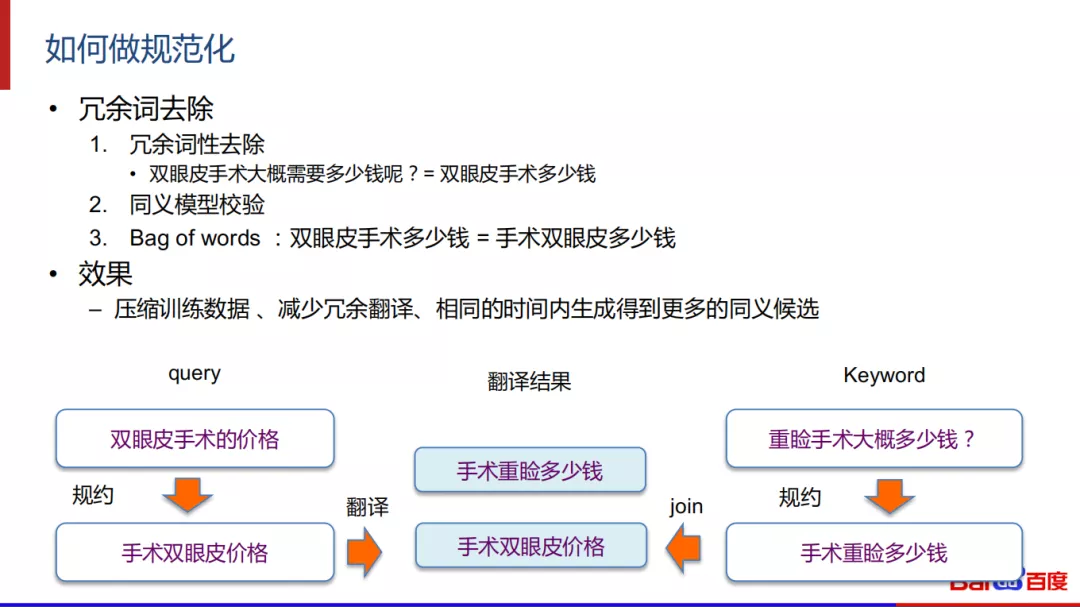 如何做规范化
• 冗余词去除
1. 冗余词性去除
• 双眼皮手术大概需要多少钱呢？= 双眼皮手术多少钱
2. 同义模型校验
3. Bag of words ：双眼皮手术多少钱 = 手术双眼皮多少钱
• 效果
– 压缩训练数据 、减少冗余翻译、相同的时间内生成得到更多的同义候选
query
翻译结果
Keyword
双眼皮手术的价格
重睑手术大概多少钱？
手术重睑多少钱
规约
翻译
join
规约
手术双眼皮价格
手术双眼皮价格
手术重睑多少钱
Bai 百度